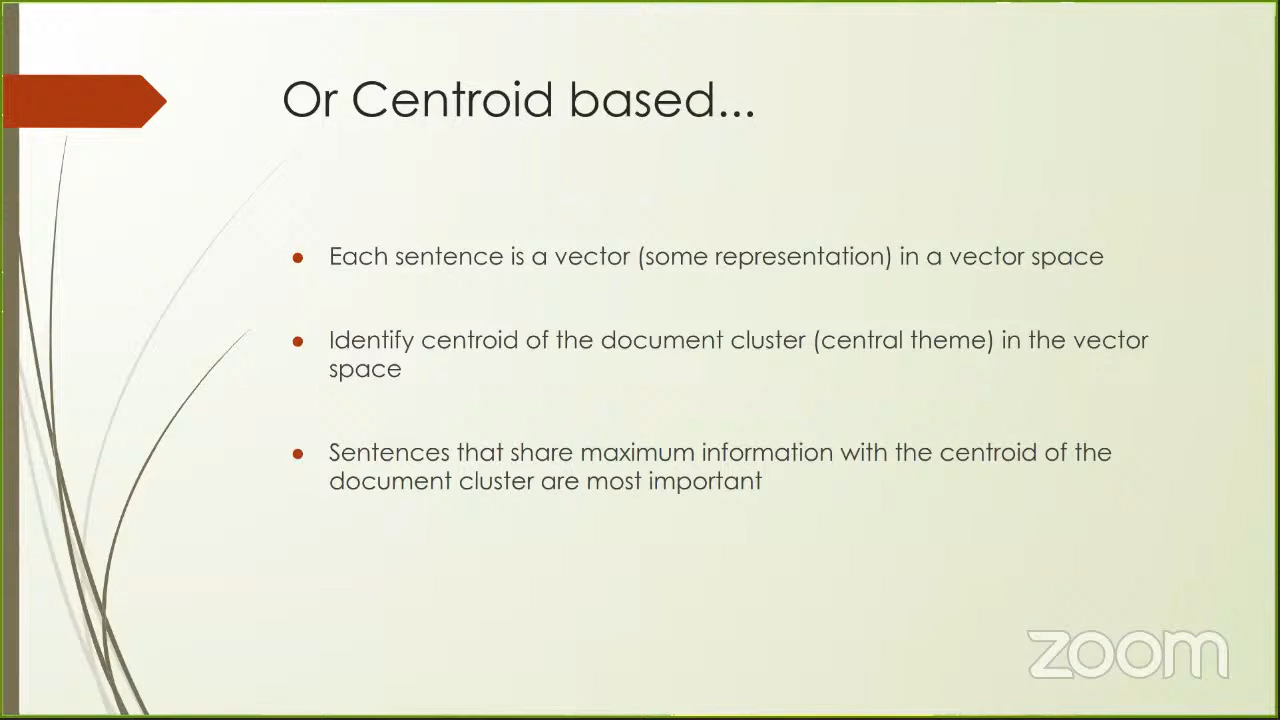 Or Centroid based...
● Each sentence is a vector (some representation) in a vector space
● Identify centroid of the document cluster (central theme) in the vector
space
● Sentences that share maximum information with the centroid of the
document cluster are most important
zoom